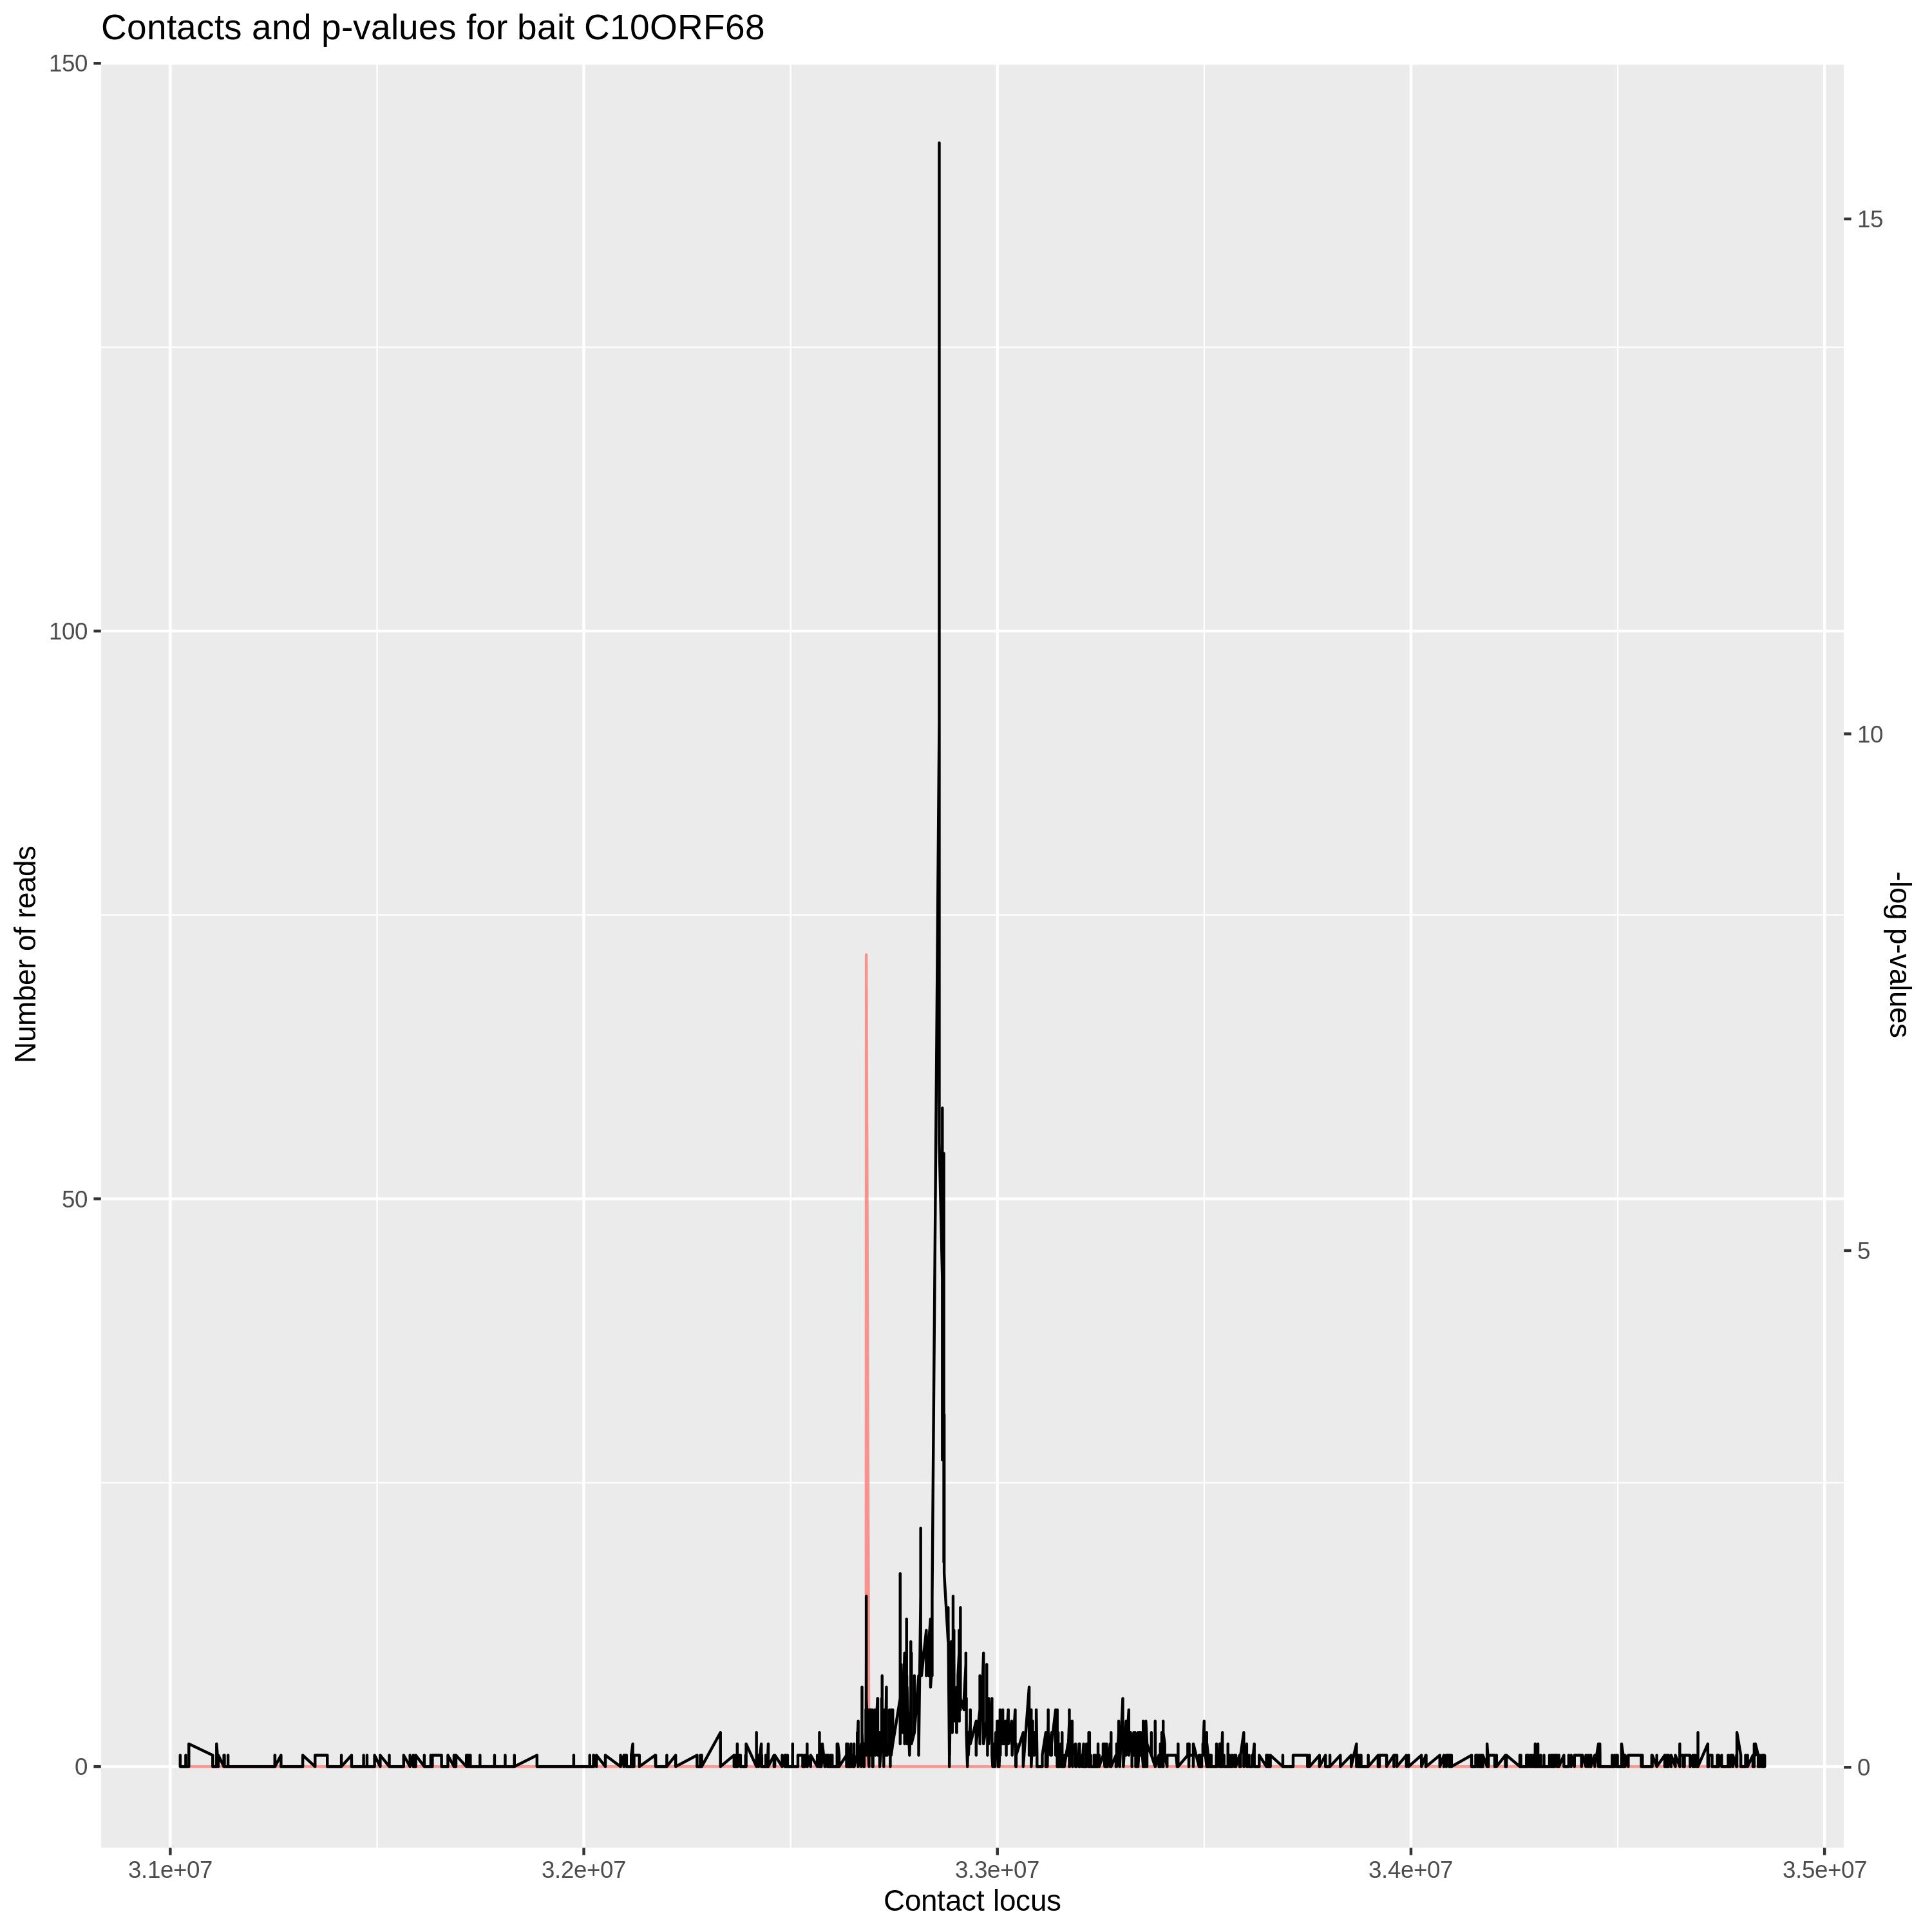 Contacts and p-values for bait C10ORF68
150
100
50
0
Number of reads
15
10
5
0
-log p-values
3.1e+07 3.2e+07 3.3e+07 3.4e+07 3.5e+07
Contact locus